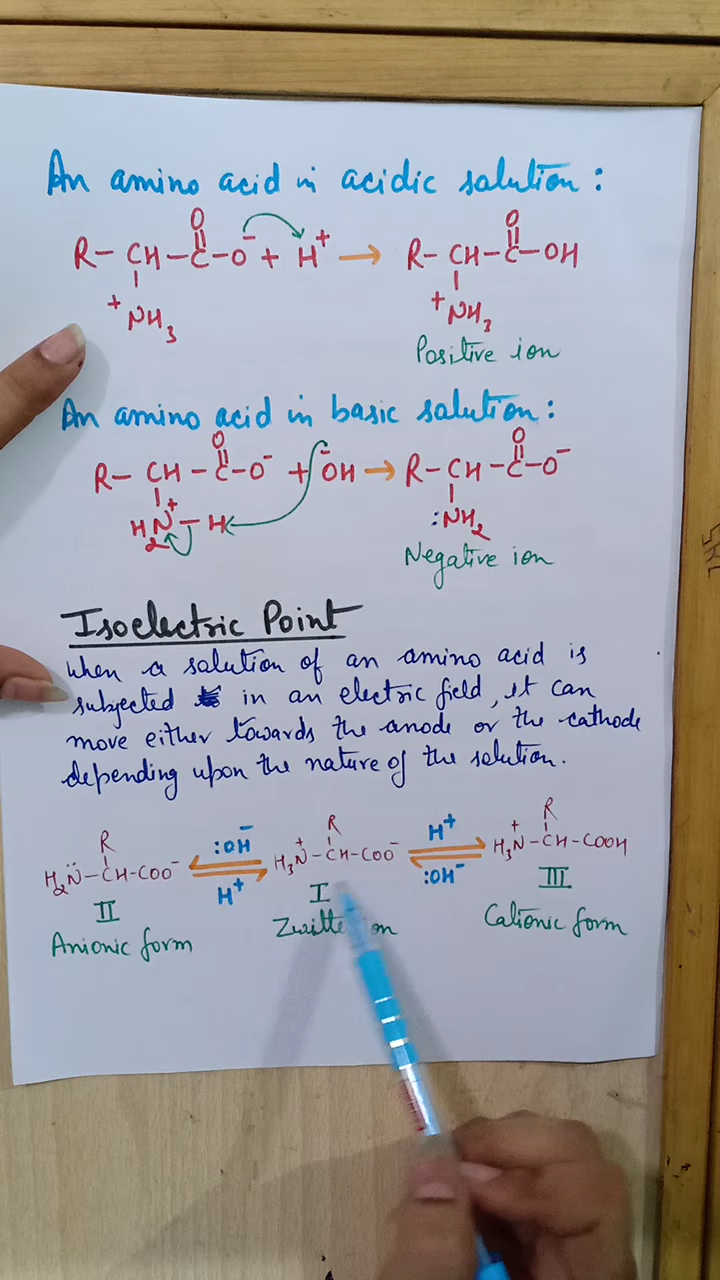 An amino acid in acidic solution:
O O
R-CH-C-O⁻ + H⁺ → R-CH-C-OH
⁺NH₃ ⁺NH₃
Positive ion
An amino acid in basic solution:
O O
R-CH-C-O⁻ + ⁻OH → R-CH-C-O⁻
H₂N⁺-H :NH₂
Negative ion
Isoelectric Point
When a solution of an amino acid is
subjected in an electric field, it can
move either towards the anode or the cathode
depending upon the nature of the solution.
R R R
H₂N̈-CH-COO⁻ :OH⁻ H⁺ H₃N⁺-CH-COO⁻ H⁺ :OH⁻ H₃N⁺-CH-COOH
II I III
Anionic form Cationic form